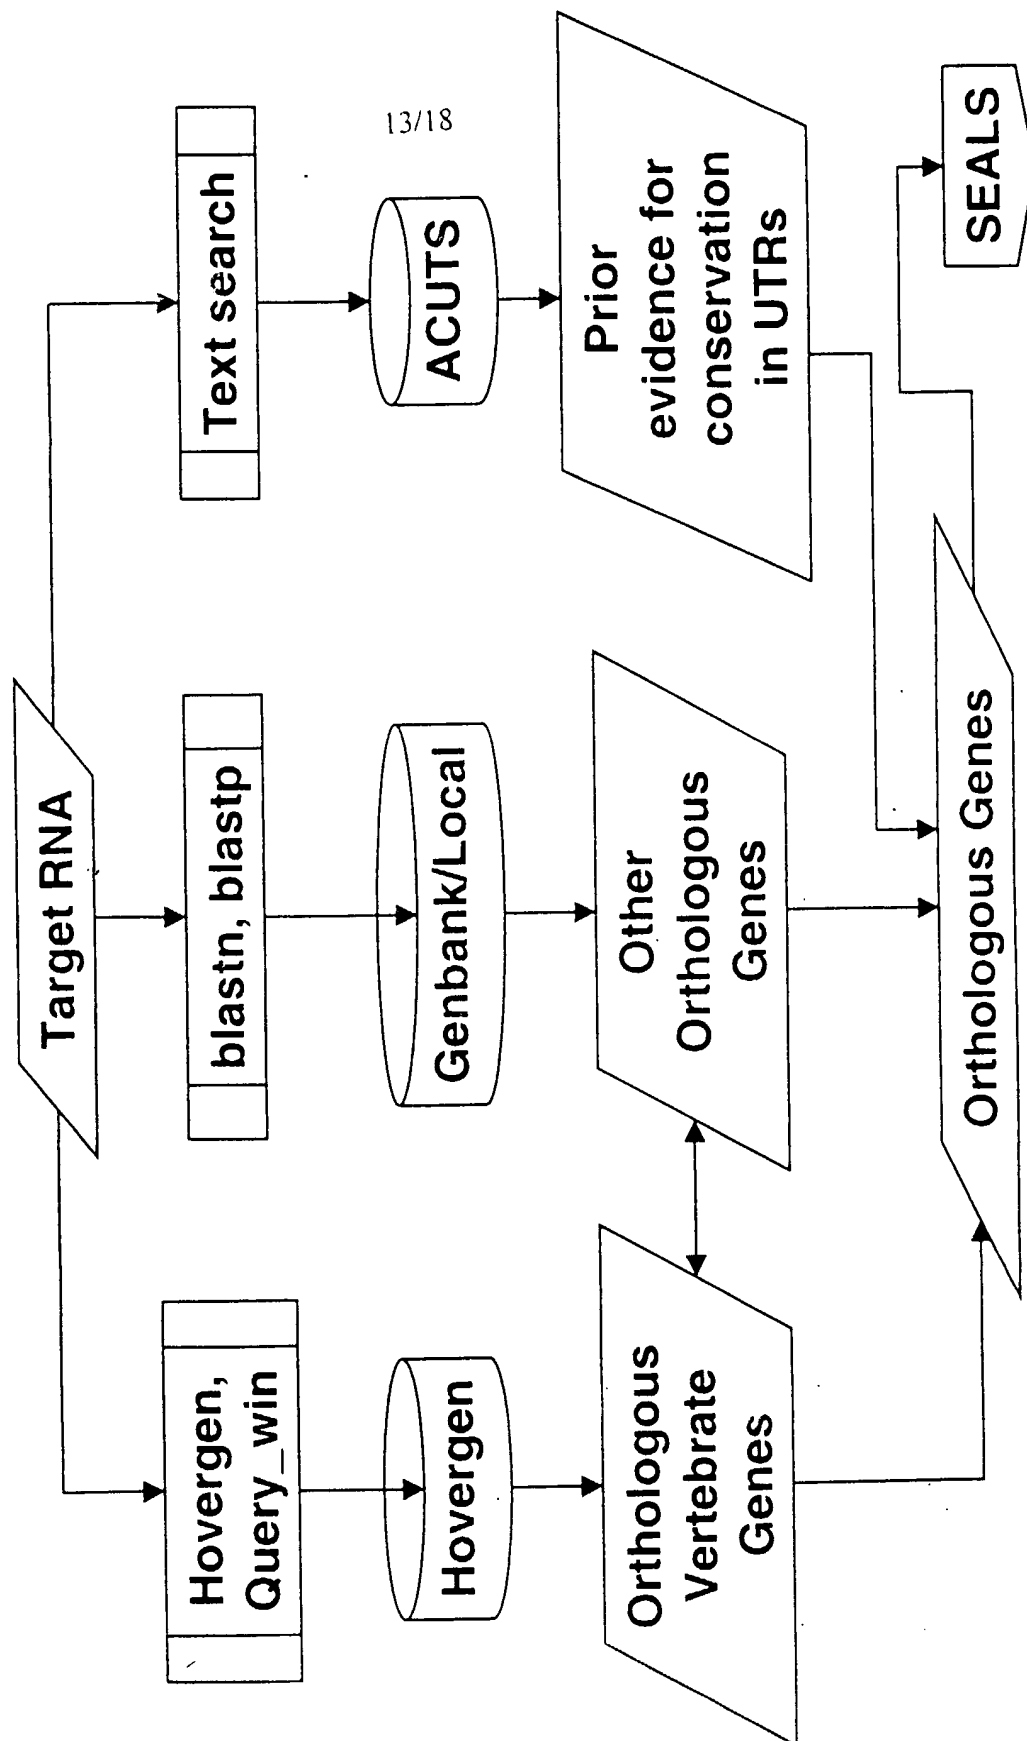 13/18
Target RNA
Hovergen,
Query_win
blastn, blastp
Text search
Hovergen
Genbank/Local
ACUTS
Orthologous
Vertebrate
Genes
Other
Orthologous
Genes
Prior
evidence for
conservation
in UTRs
Orthologous Genes
SEALS